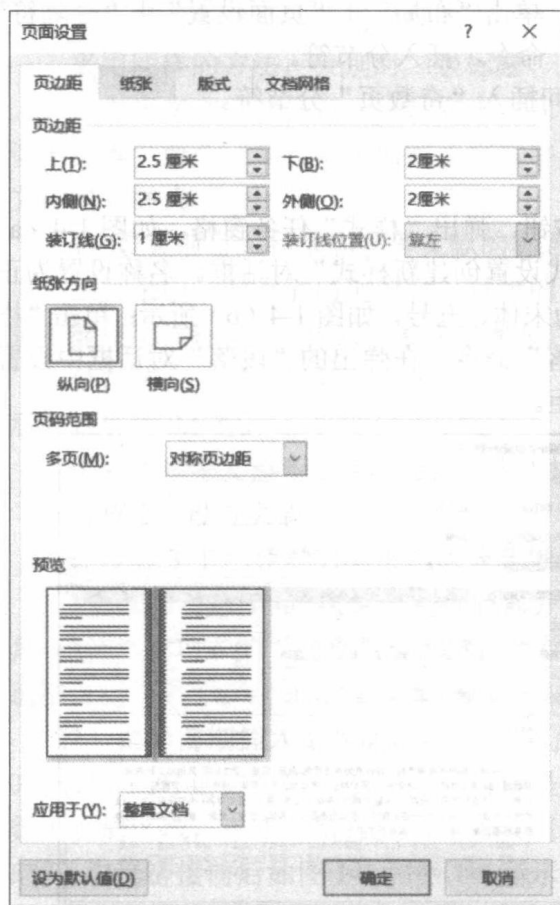 页面设置 ? ×
页边距 纸张 版式 文档网格
页边距
上(T): 2.5 厘米 下(B): 2厘米
内侧(N): 2.5 厘米 外侧(O): 2厘米
装订线(G): 1 厘米 装订线位置(U): 靠左
纸张方向
纵向(P) 横向(S)
页码范围
多页(M): 对称页边距
预览
应用于(Y): 整篇文档
设为默认值(D) 确定 取消